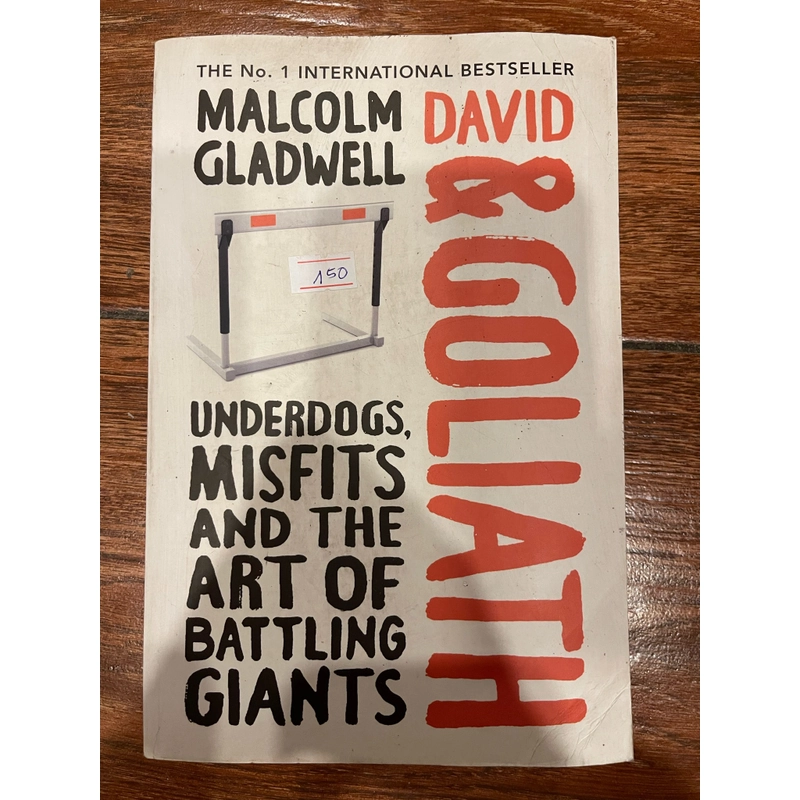 THE No. 1 INTERNATIONAL BESTSELLER
MALCOLM
GLADWELL
DAVID
& GOLIATH
150
UNDERDOGS,
MISFITS
AND THE
ART OF
BATTLING
GIANTS